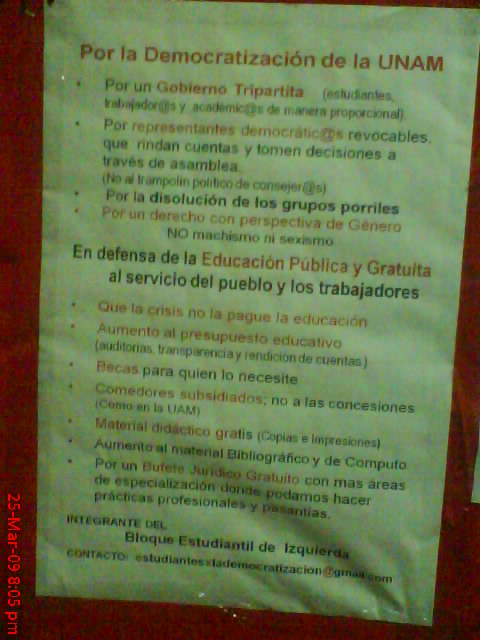 Por la Democratización de la UNAM
• Por un Gobierno Tripartita (estudiantes,
trabajador@s y academic@s de manera proporcional).
• Por representantes democrátic@s revocables,
que rindan cuentas y tomen decisiones a
través de asamblea.
(No al trampolín político de consejer@s)
• Por la disolución de los grupos porriles
• Por un derecho con perspectiva de Género
NO machismo ni sexismo
En defensa de la Educación Pública y Gratuita
al servicio del pueblo y los trabajadores
• Que la crisis no la pague la educación
• Aumento al presupuesto educativo
(auditorias, transparencia y rendición de cuentas)
• Becas para quien lo necesite
• Comedores subsidiados; no a las concesiones
(Como en la UAM)
• Material didáctico gratis (Copias e Impresiones)
• Aumento al material Bibliográfico y de Computo
• Por un Bufete Jurídico Gratuito con mas áreas
de especialización donde podamos hacer
prácticas profesionales y pasantías.
INTEGRANTE DEL
Bloque Estudiantil de Izquierda
CONTACTO: estudiantesxlademocratizacion@gmail.com
25-Mar-09 8:05 pm